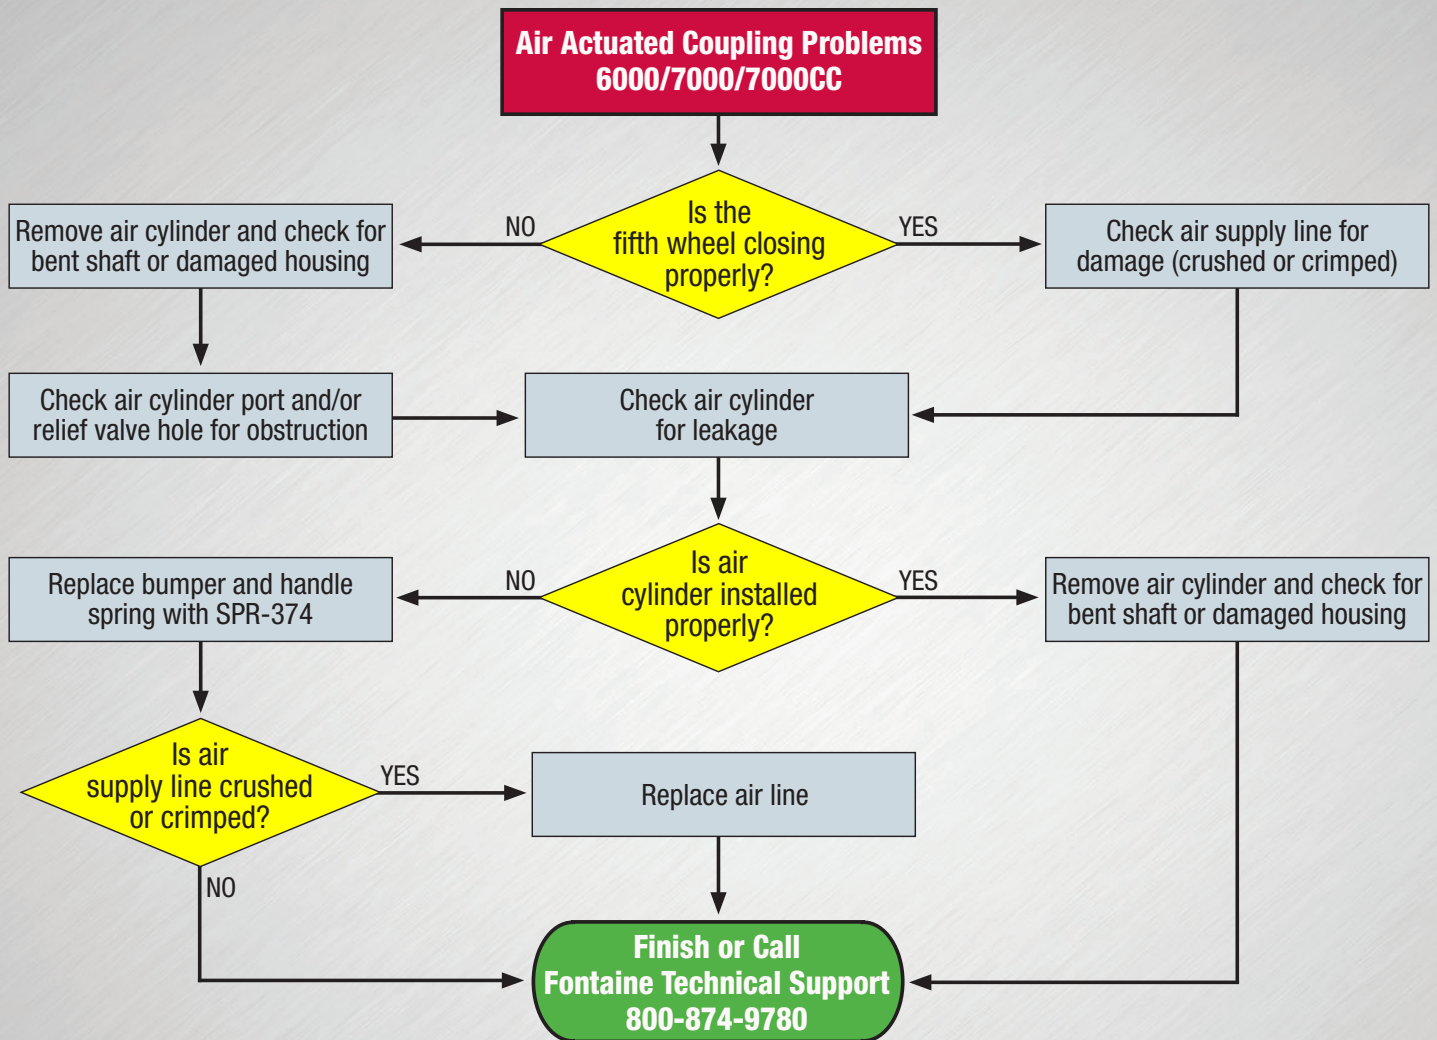 Air Actuated Coupling Problems
6000/7000/7000CC
Is the
fifth wheel closing
properly?
NO
YES
Remove air cylinder and check for
bent shaft or damaged housing
Check air supply line for
damage (crushed or crimped)
Check air cylinder port and/or
relief valve hole for obstruction
Check air cylinder
for leakage
Is air
cylinder installed
properly?
NO
YES
Replace bumper and handle
spring with SPR-374
Remove air cylinder and check for
bent shaft or damaged housing
Is air
supply line crushed
or crimped?
YES
NO
Replace air line
Finish or Call
Fontaine Technical Support
800-874-9780